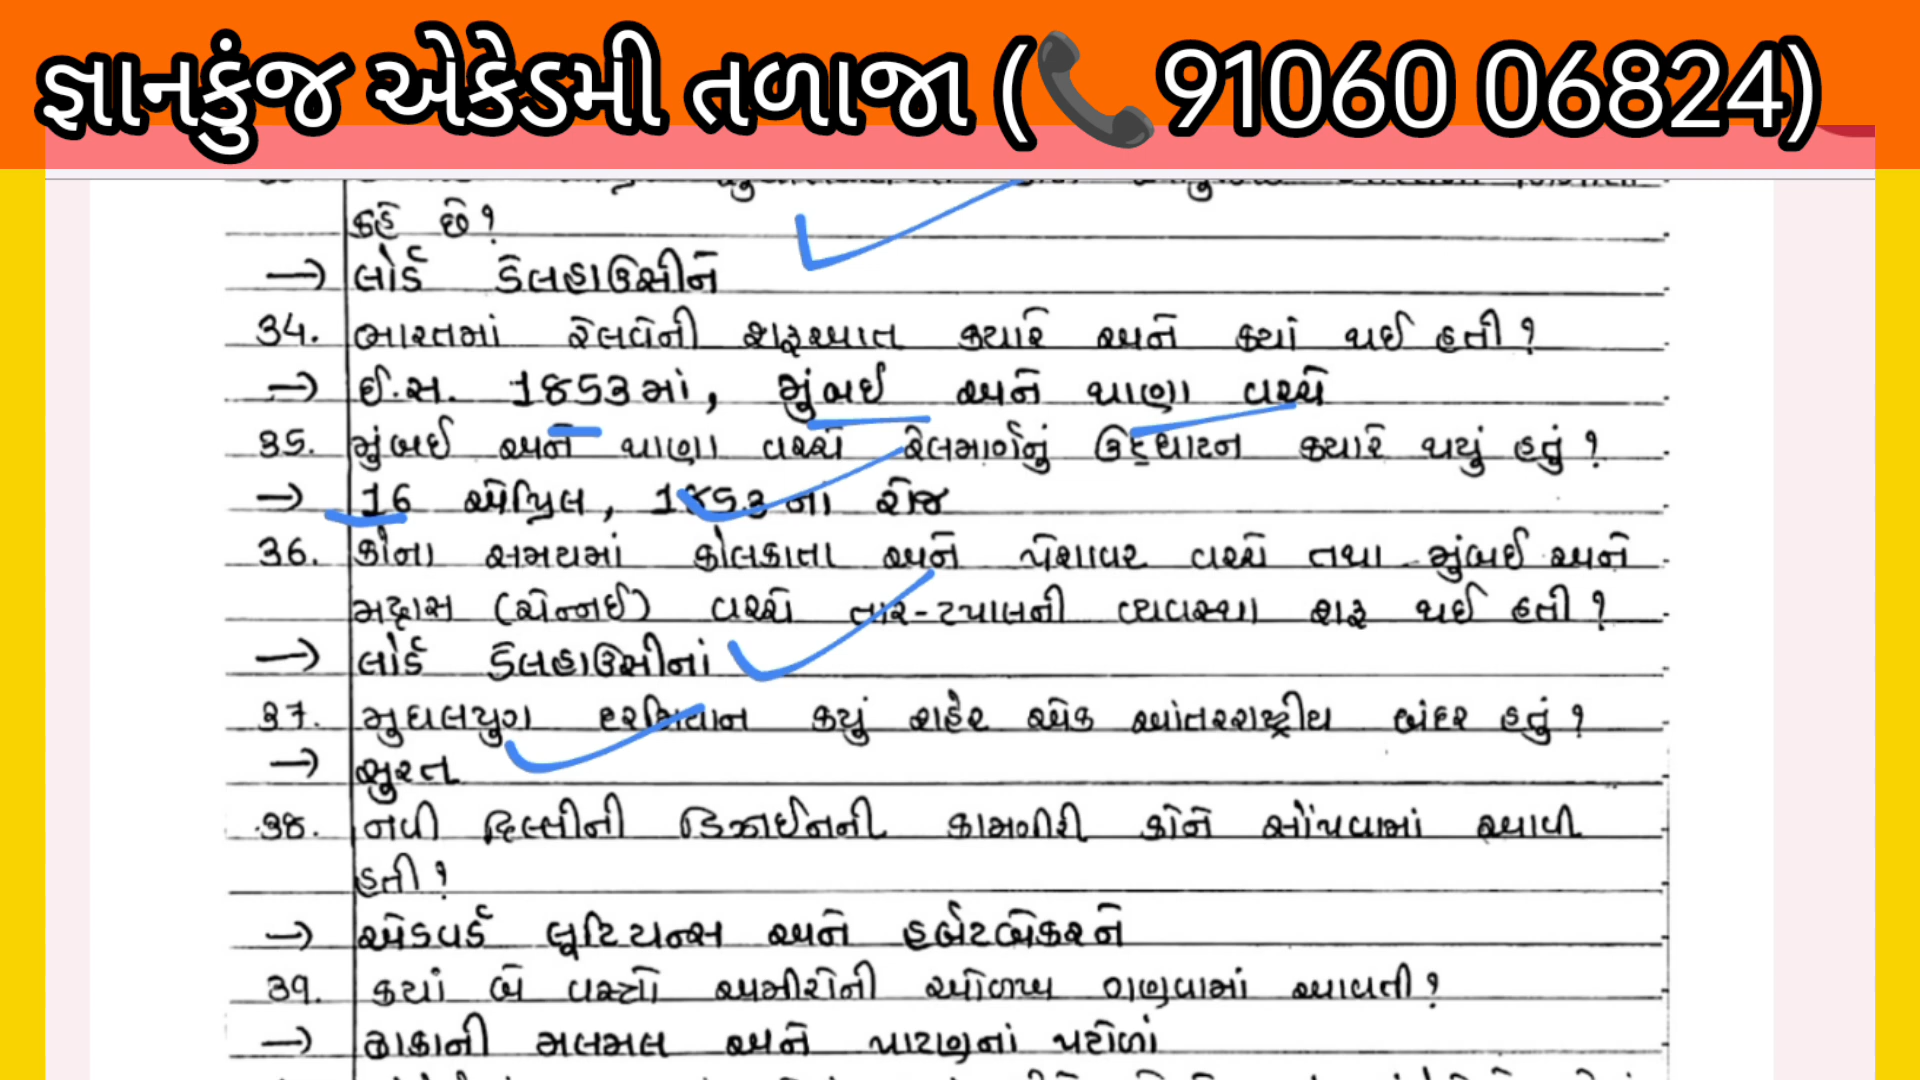 જ્ઞાનકુંજ એકેડમી તળાજા (📞91060 06824)
કહે છે?
→ લોર્ડ ડેલહાઉસીને
34. ભારતમાં રેલવેની શરૂઆત ક્યારે અને ક્યાં થઈ હતી?
→ ઈ.સ. 1853માં, મુંબઈ અને થાણા વચ્ચે
35. મુંબઈ અને થાણા વચ્ચે રેલમાર્ગનું ઉદ્ઘાટન ક્યારે થયું હતું?
→ 16 એપ્રિલ, 1853ના રોજ
36. કોના સમયમાં કોલકાતા અને પેશાવર વચ્ચે તથા મુંબઈ અને
મદ્રાસ (ચેન્નઈ) વચ્ચે તાર-ટપાલની વ્યવસ્થા શરૂ થઈ હતી?
→ લોર્ડ ડેલહાઉસીનાં
37. મુઘલયુગ દરમિયાન કયું શહેર એક આંતરરાષ્ટ્રીય બંદર હતું?
→ સુરત
38. નવી દિલ્લીની ડિઝાઈનની કામગીરી કોને સોંપવામાં આવી
હતી?
→ એડવર્ડ લૂટિયન્સ અને હર્બટબેકરને
39. કયાં બે વસ્ત્રો અમીરોની ઓળખ ગણવામાં આવતી?
→ ઢાકાની મલમલ અને પાટણનાં પટોળાં